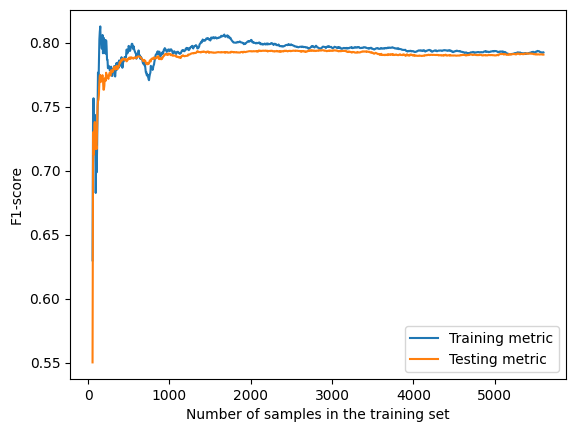 0.80
0.75
0.70
0.65
0.60
0.55
F1-score
0 1000 2000 3000 4000 5000
Number of samples in the training set
Training metric
Testing metric